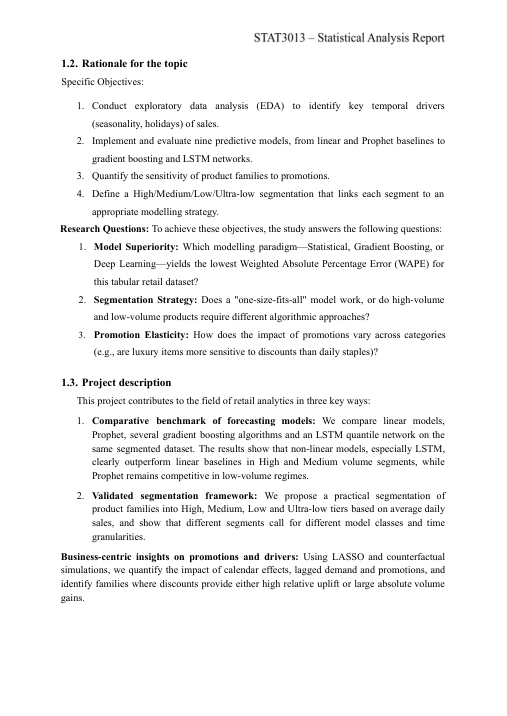 STAT3013 – Statistical Analysis Report
1.2. Rationale for the topic
Specific Objectives:
1. Conduct exploratory data analysis (EDA) to identify key temporal drivers
(seasonality, holidays) of sales.
2. Implement and evaluate nine predictive models, from linear and Prophet baselines to
gradient boosting and LSTM networks.
3. Quantify the sensitivity of product families to promotions.
4. Define a High/Medium/Low/Ultra-low segmentation that links each segment to an
appropriate modelling strategy.
Research Questions: To achieve these objectives, the study answers the following questions:
1. Model Superiority: Which modelling paradigm—Statistical, Gradient Boosting, or
Deep Learning—yields the lowest Weighted Absolute Percentage Error (WAPE) for
this tabular retail dataset?
2. Segmentation Strategy: Does a "one-size-fits-all" model work, or do high-volume
and low-volume products require different algorithmic approaches?
3. Promotion Elasticity: How does the impact of promotions vary across categories
(e.g., are luxury items more sensitive to discounts than daily staples)?
1.3. Project description
This project contributes to the field of retail analytics in three key ways:
1. Comparative benchmark of forecasting models: We compare linear models,
Prophet, several gradient boosting algorithms and an LSTM quantile network on the
same segmented dataset. The results show that non-linear models, especially LSTM,
clearly outperform linear baselines in High and Medium volume segments, while
Prophet remains competitive in low-volume regimes.
2. Validated segmentation framework: We propose a practical segmentation of
product families into High, Medium, Low and Ultra-low tiers based on average daily
sales, and show that different segments call for different model classes and time
granularities.
Business-centric insights on promotions and drivers: Using LASSO and counterfactual
simulations, we quantify the impact of calendar effects, lagged demand and promotions, and
identify families where discounts provide either high relative uplift or large absolute volume
gains.